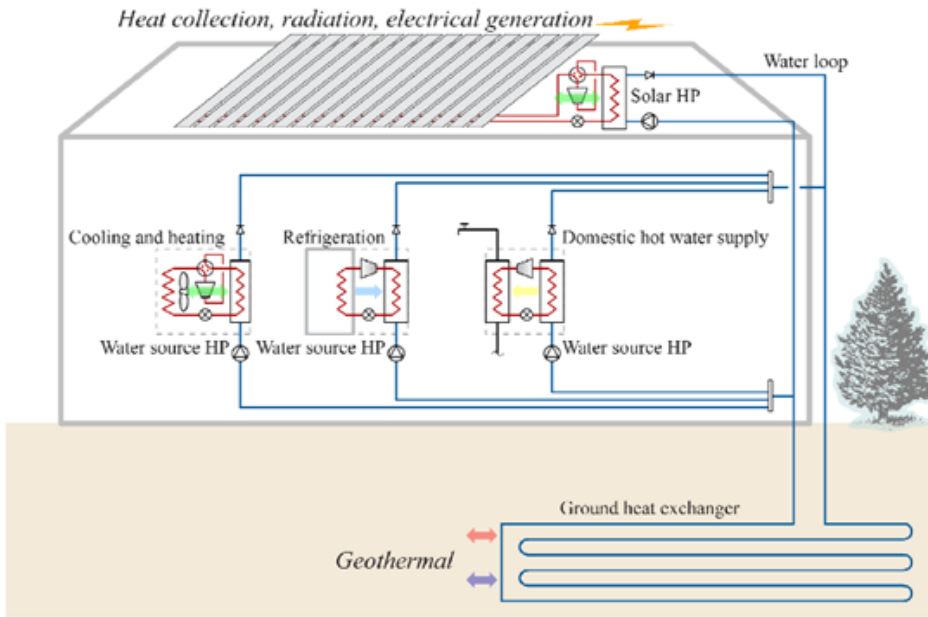 Heat collection, radiation, electrical generation
Water loop
Solar HP
Cooling and heating
Refrigeration
Domestic hot water supply
Water source HP
Water source HP
Water source HP
Ground heat exchanger
Geothermal